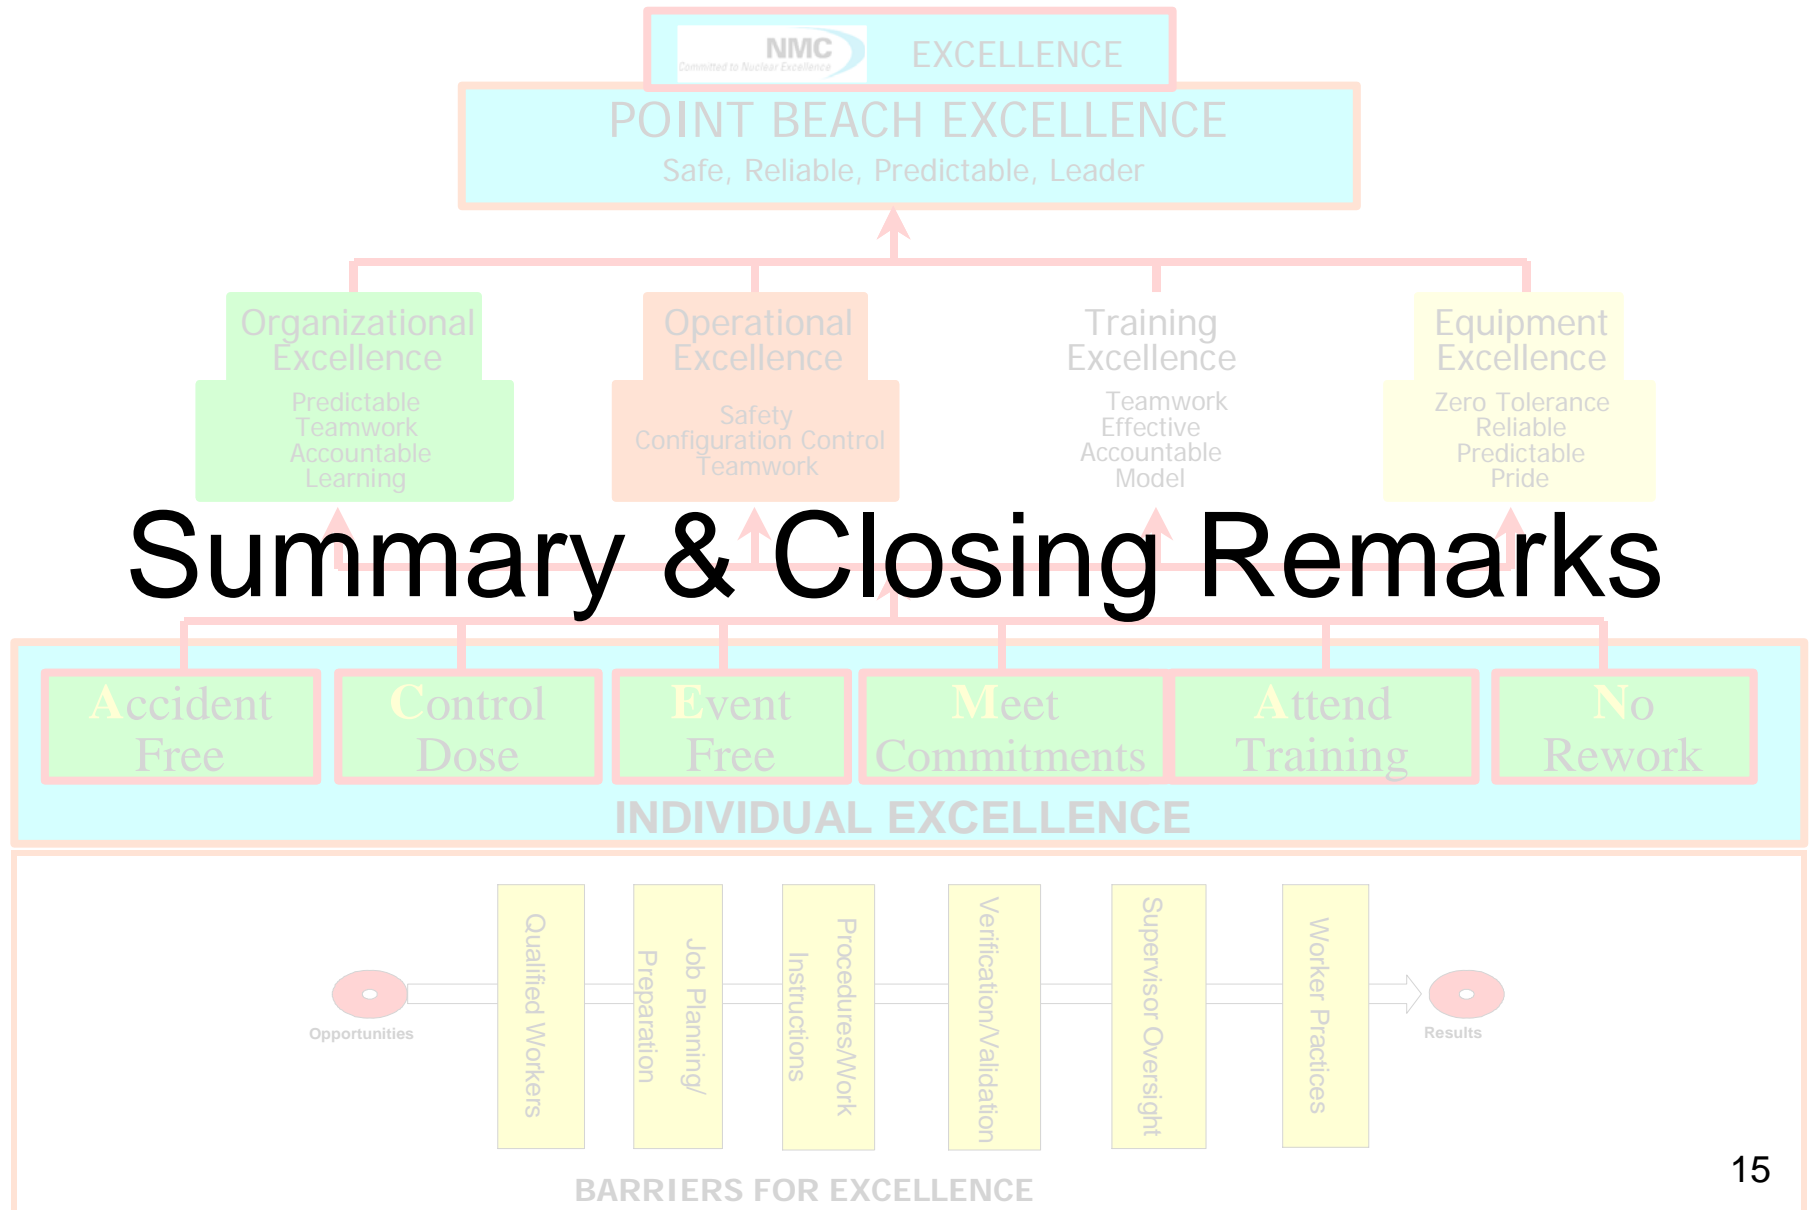 NMC
Committed to Nuclear Excellence
EXCELLENCE
POINT BEACH EXCELLENCE
Safe, Reliable, Predictable, Leader
Organizational
Excellence
Predictable
Teamwork
Accountable
Learning
Operational
Excellence
Safety
Configuration Control
Teamwork
Training
Excellence
Teamwork
Effective
Accountable
Model
Equipment
Excellence
Zero Tolerance
Reliable
Predictable
Pride
Summary & Closing Remarks
Accident
Free
Control
Dose
Event
Free
Meet
Commitments
Attend
Training
No
Rework
INDIVIDUAL EXCELLENCE
Opportunities
Qualified Workers
Job Planning/
Preparation
Procedures/Work
Instructions
Verification/Validation
Supervisor Oversight
Worker Practices
Results
BARRIERS FOR EXCELLENCE
15